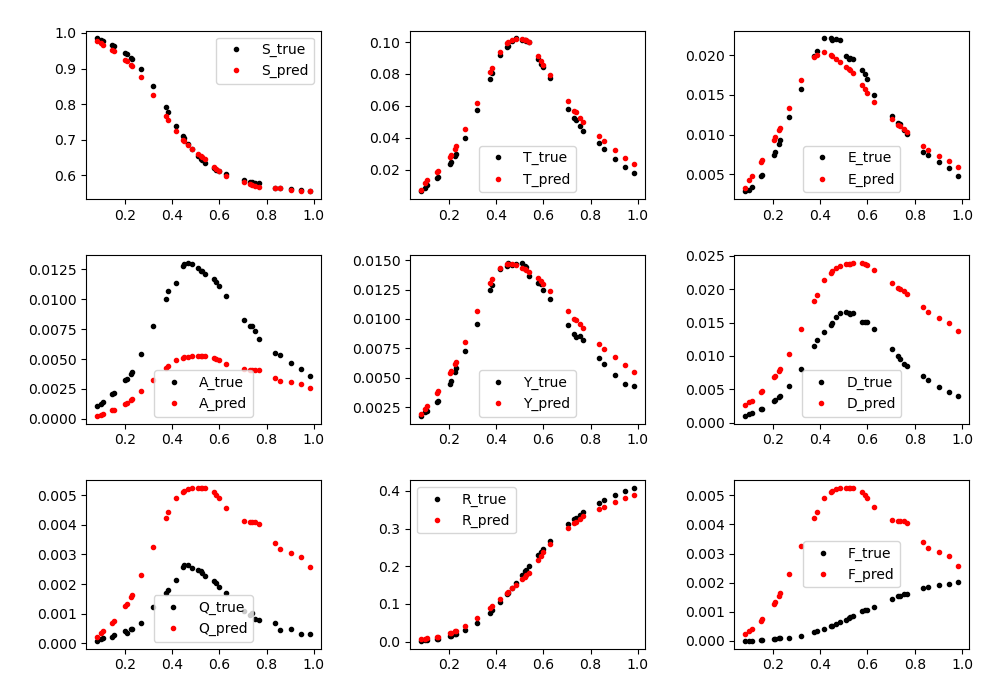 1.0
0.9
0.8
0.7
0.6
S_true
S_pred
0.2 0.4 0.6 0.8 1.0
0.10
0.08
0.06
0.04
0.02
T_true
T_pred
0.2 0.4 0.6 0.8 1.0
0.020
0.015
0.010
0.005
E_true
E_pred
0.2 0.4 0.6 0.8 1.0
0.0125
0.0100
0.0075
0.0050
0.0025
0.0000
A_true
A_pred
0.2 0.4 0.6 0.8 1.0
0.0150
0.0125
0.0100
0.0075
0.0050
0.0025
Y_true
Y_pred
0.2 0.4 0.6 0.8 1.0
0.025
0.020
0.015
0.010
0.005
0.000
D_true
D_pred
0.2 0.4 0.6 0.8 1.0
0.005
0.004
0.003
0.002
0.001
0.000
Q_true
Q_pred
0.2 0.4 0.6 0.8 1.0
0.4
0.3
0.2
0.1
0.0
R_true
R_pred
0.2 0.4 0.6 0.8 1.0
0.005
0.004
0.003
0.002
0.001
0.000
F_true
F_pred
0.2 0.4 0.6 0.8 1.0